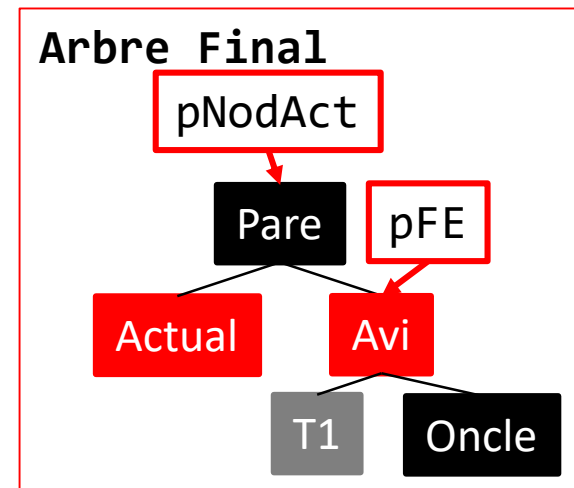 Arbre Final
pNodAct
Pare
pFE
Actual
Avi
T1
Oncle